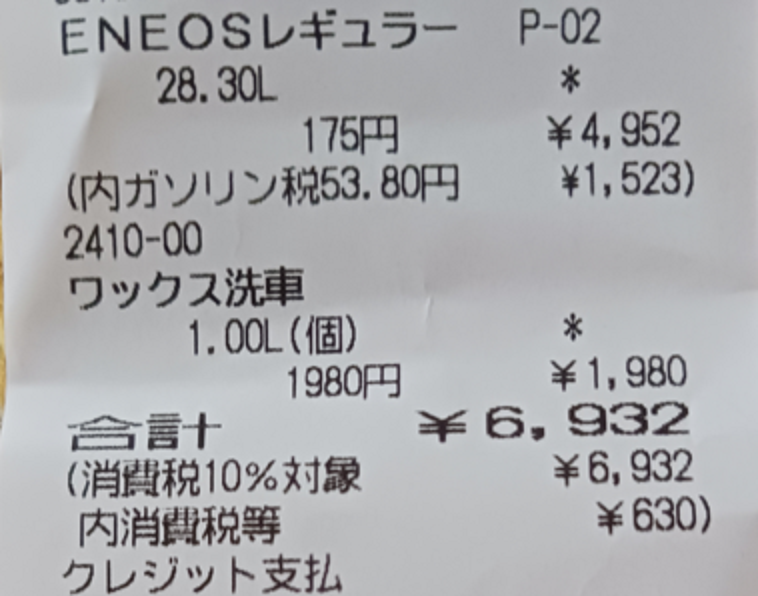 ENEOSレギュラー P-02
28.30L *
175円 ¥4,952
(内ガソリン税53.80円 ¥1,523)
2410-00
ワックス洗車
1.00L(個) *
1980円 ¥1,980
合計 ¥6,932
(消費税10%対象 ¥6,932
内消費税等 ¥630)
クレジット支払